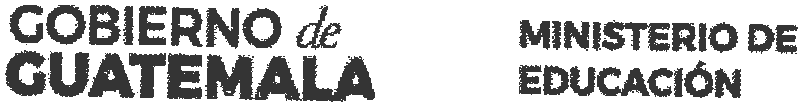 GOBIERNO de
GUATEMALA
MINISTERIO DE
EDUCACIÓN